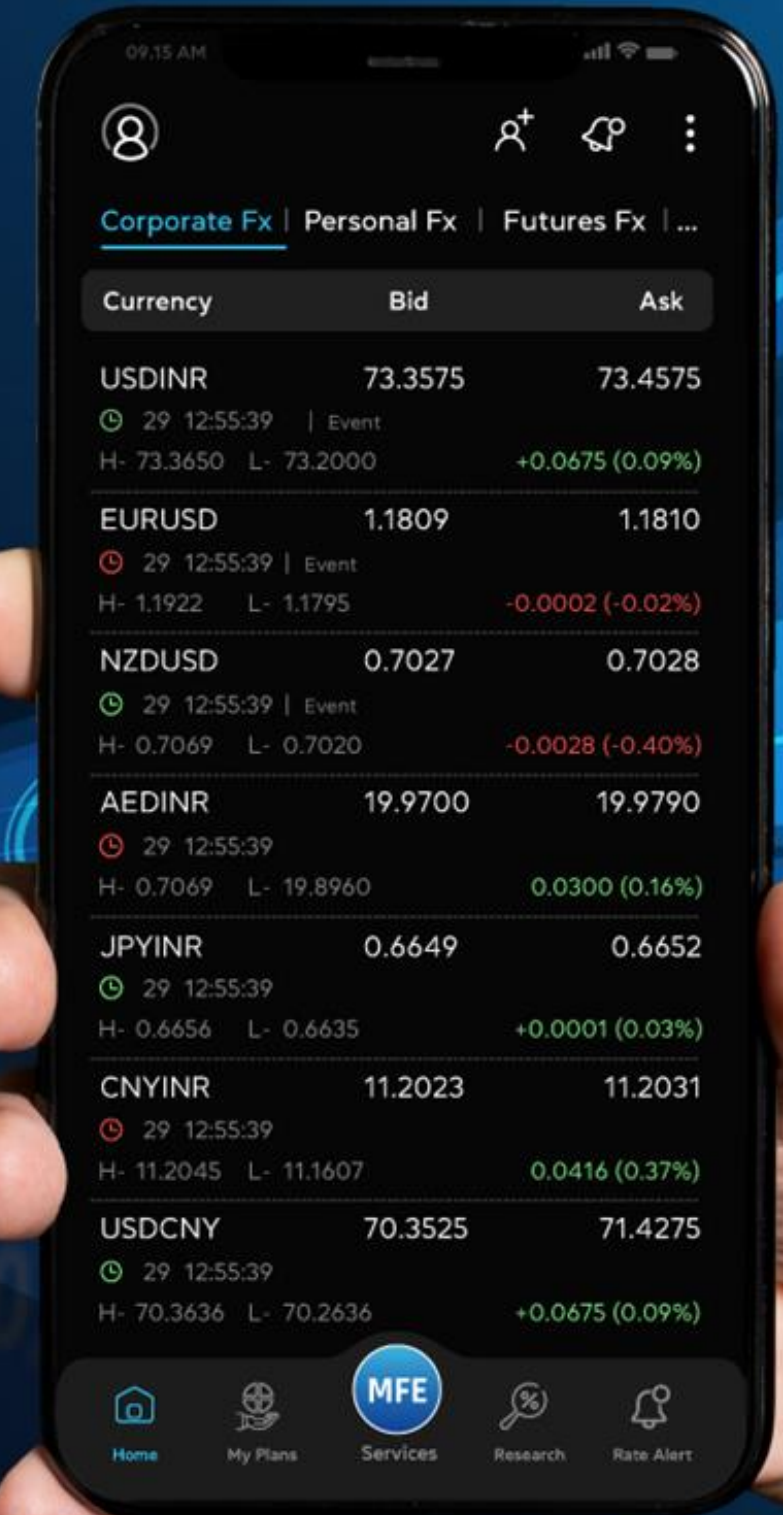 09.15 AM
Corporate Fx | Personal Fx | Futures Fx | ...
Currency Bid Ask
USDINR 73.3575 73.4575
29 12:55:39 | Event
H- 73.3650 L- 73.2000 +0.0675 (0.09%)
EURUSD 1.1809 1.1810
29 12:55:39 | Event
H- 1.1922 L- 1.1795 -0.0002 (-0.02%)
NZDUSD 0.7027 0.7028
29 12:55:39 | Event
H- 0.7069 L- 0.7020 -0.0028 (-0.40%)
AEDINR 19.9700 19.9790
29 12:55:39
H- 0.7069 L- 19.8960 0.0300 (0.16%)
JPYINR 0.6649 0.6652
29 12:55:39
H- 0.6656 L- 0.6635 +0.0001 (0.03%)
CNYINR 11.2023 11.2031
29 12:55:39
H- 11.2045 L- 11.1607 0.0416 (0.37%)
USDCNY 70.3525 71.4275
29 12:55:39
H- 70.3636 L- 70.2636 +0.0675 (0.09%)
MFE
Home My Plans Services Research Rate Alert